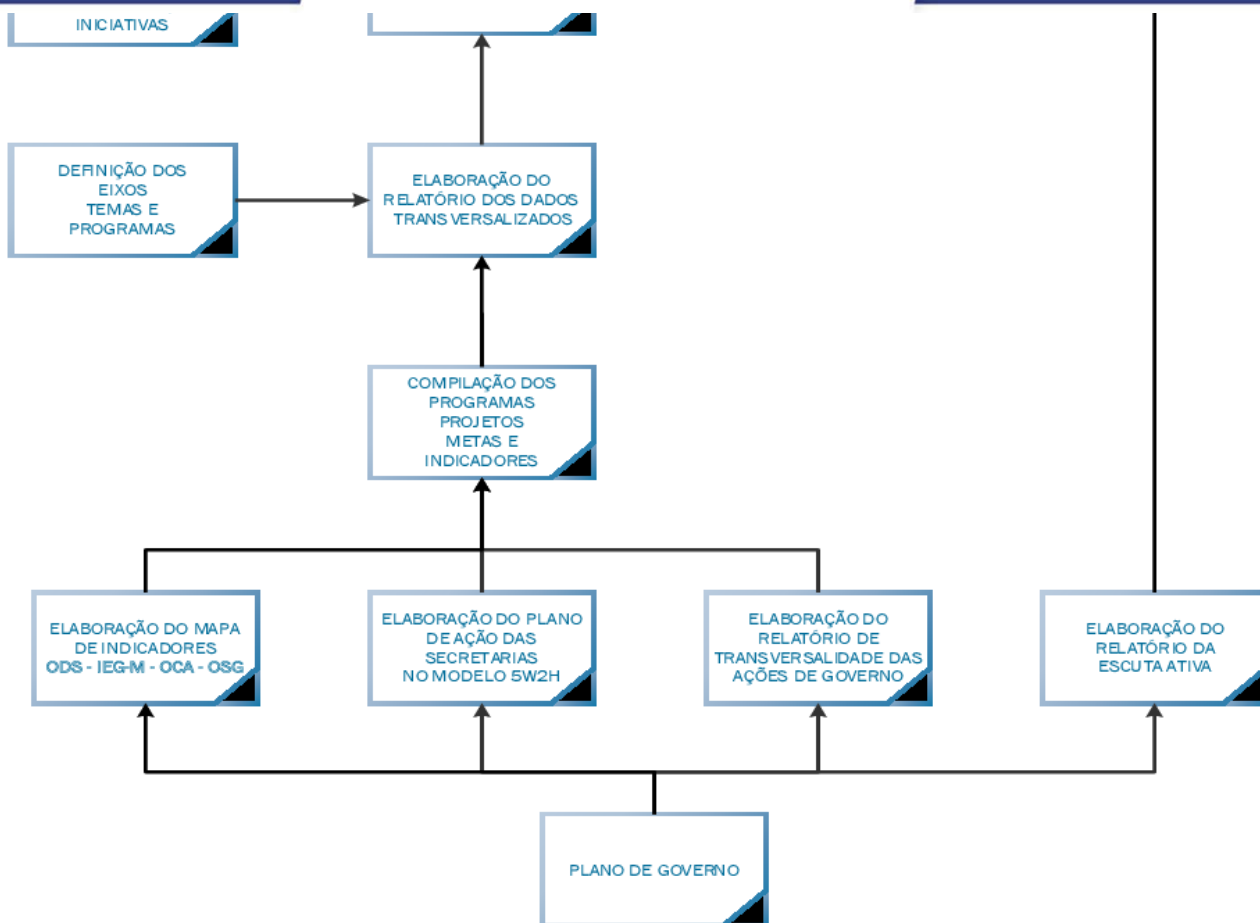 INICIATIVAS
DEFINIÇÃO DOS
EIXOS
TEMAS E
PROGRAMAS
ELABORAÇÃO DO
RELATÓRIO DOS DADOS
TRANSVERSALIZADOS
COMPILAÇÃO DOS
PROGRAMAS
PROJETOS
METAS E
INDICADORES
ELABORAÇÃO DO MAPA
DE INDICADORES
ODS - IEG-M - OCA - OSG
ELABORAÇÃO DO PLANO
DE AÇÃO DAS
SECRETARIAS
NO MODELO 5W2H
ELABORAÇÃO DO
RELATÓRIO DE
TRANSVERSALIDADE DAS
AÇÕES DE GOVERNO
ELABORAÇÃO DO
RELATÓRIO DA
ESCUTA ATIVA
PLANO DE GOVERNO